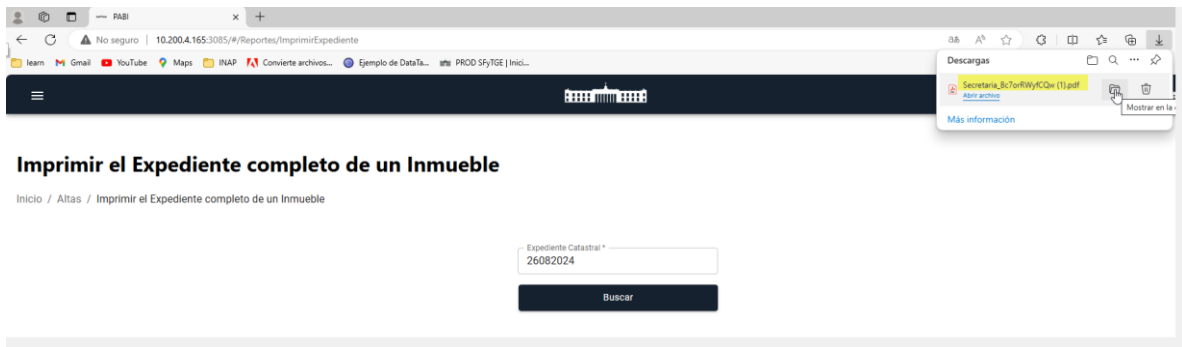 PABI
No seguro | 10.200.4.165:3085/#/Reportes/ImprimirExpediente
learn Gmail YouTube Maps INAP Convierte archivos... Ejemplo de DataTa... PROD SFyTGE | Inici...
Descargas
Secretaria_8c7orRWyfCQw (1).pdf
Abrir archivo
Mostrar en la
Más información
Imprimir el Expediente completo de un Inmueble
Inicio / Altas / Imprimir el Expediente completo de un Inmueble
Expediente Catastral *
26082024
Buscar